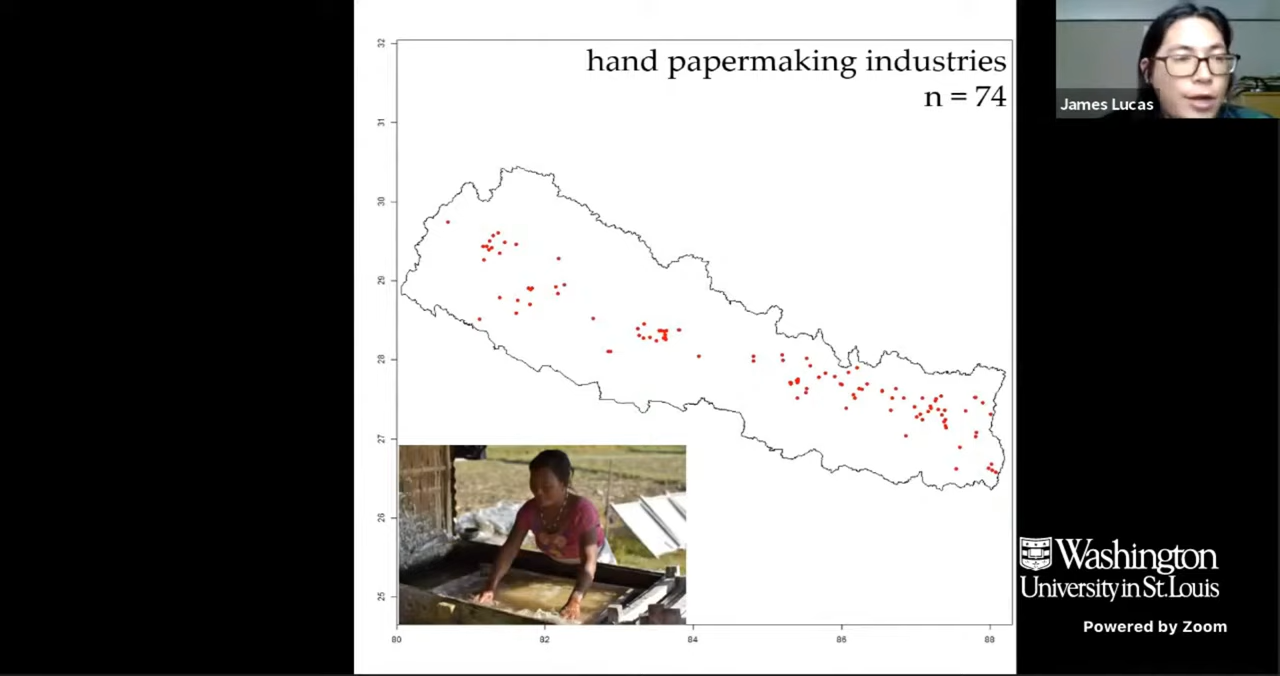 hand papermaking industries
n = 74
James Lucas
32
31
30
29
28
27
26
25
80
82
84
86
88
Washington
University in St. Louis
Powered by Zoom